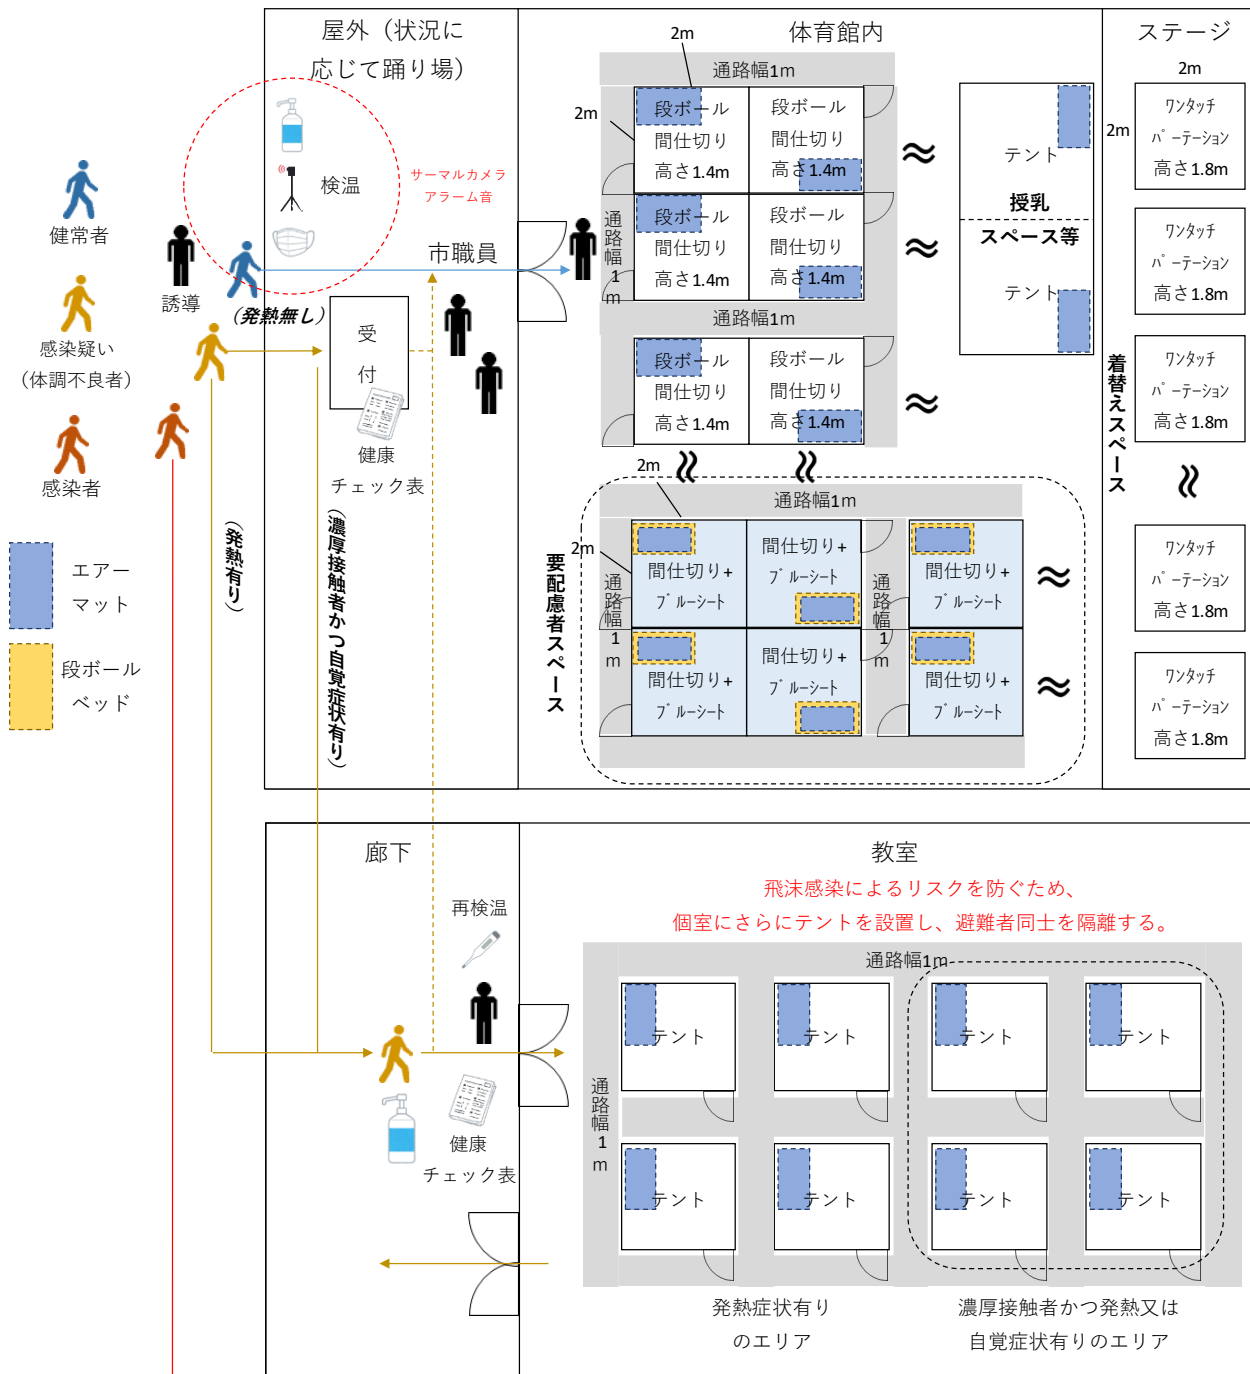 屋外（状況に
応じて踊り場）
体育館内
ステージ
2m
通路幅1m
2m
段ボール
間仕切り
高さ1.4m
段ボール
間仕切り
高さ1.4m
段ボール
間仕切り
高さ1.4m
段ボール
間仕切り
高さ1.4m
通路幅1m
通路幅1m
段ボール
間仕切り
高さ1.4m
段ボール
間仕切り
高さ1.4m
≈
≈
≈
≈
≈
テント
授乳
スペース等
テント
2m
2m
ワンタッチ
パーテーション
高さ1.8m
ワンタッチ
パーテーション
高さ1.8m
ワンタッチ
パーテーション
高さ1.8m
≈
ワンタッチ
パーテーション
高さ1.8m
ワンタッチ
パーテーション
高さ1.8m
着替えスペース
検温
サーマルカメラ
アラーム音
市職員
健常者
誘導
感染疑い
（体調不良者）
感染者
（発熱無し）
受付
健康
チェック表
（発熱有り）
（濃厚接触者かつ自覚症状有り）
エアー
マット
段ボール
ベッド
要配慮者スペース
2m
2m
通路幅1m
通路幅1m
通路幅1m
間仕切り+
ブルーシート
間仕切り+
ブルーシート
間仕切り+
ブルーシート
≈
間仕切り+
ブルーシート
間仕切り+
ブルーシート
間仕切り+
ブルーシート
≈
廊下
再検温
健康
チェック表
教室
飛沫感染によるリスクを防ぐため、
個室にさらにテントを設置し、避難者同士を隔離する。
通路幅1m
通路幅1m
テント
テント
テント
テント
テント
テント
テント
テント
発熱症状有り
のエリア
濃厚接触者かつ発熱又は
自覚症状有りのエリア